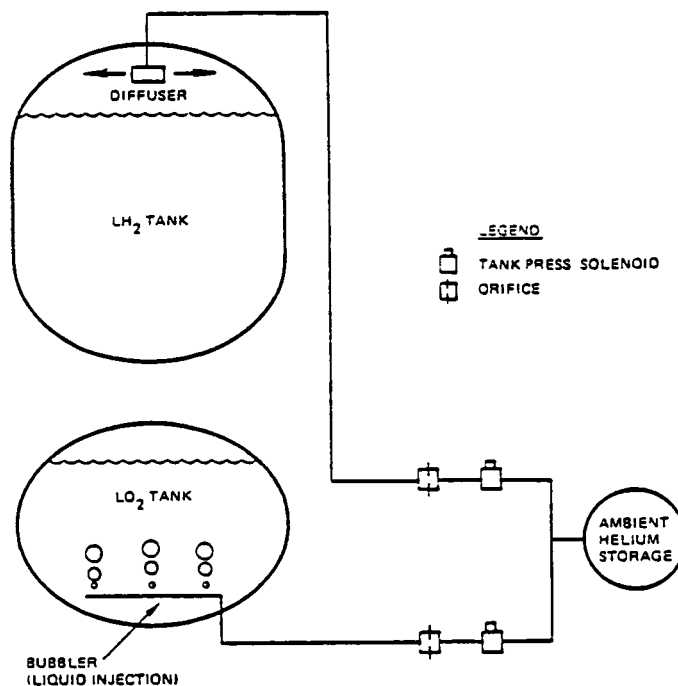 DIFFUSER
LH2 TANK
LEGEND
TANK PRESS SOLENOID
ORIFICE
LO2 TANK
AMBIENT
HELIUM
STORAGE
BUBBLER
(LIQUID INJECTION)